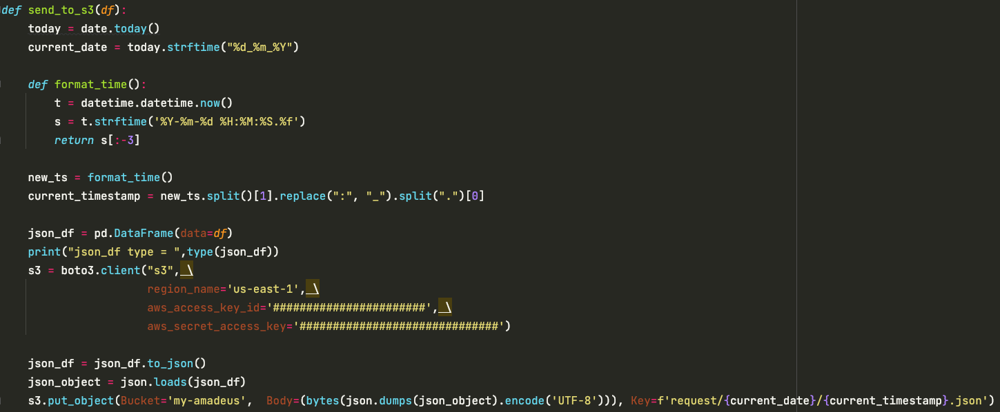 def send_to_s3(df):
    today = date.today()
    current_date = today.strftime("%d_%m_%Y")

    def format_time():
        t = datetime.datetime.now()
        s = t.strftime('%Y-%m-%d %H:%M:%S.%f')
        return s[:-3]

    new_ts = format_time()
    current_timestamp = new_ts.split()[1].replace(":", "_").split(".")[0]

    json_df = pd.DataFrame(data=df)
    print("json_df type = ",type(json_df))
    s3 = boto3.client("s3", \
                      region_name='us-east-1', \
                      aws_access_key_id='#######################', \
                      aws_secret_access_key='##############################')

    json_df = json_df.to_json()
    json_object = json.loads(json_df)
    s3.put_object(Bucket='my-amadeus',  Body=(bytes(json.dumps(json_object).encode('UTF-8'))), Key=f'request/{current_date}/{current_timestamp}.json')